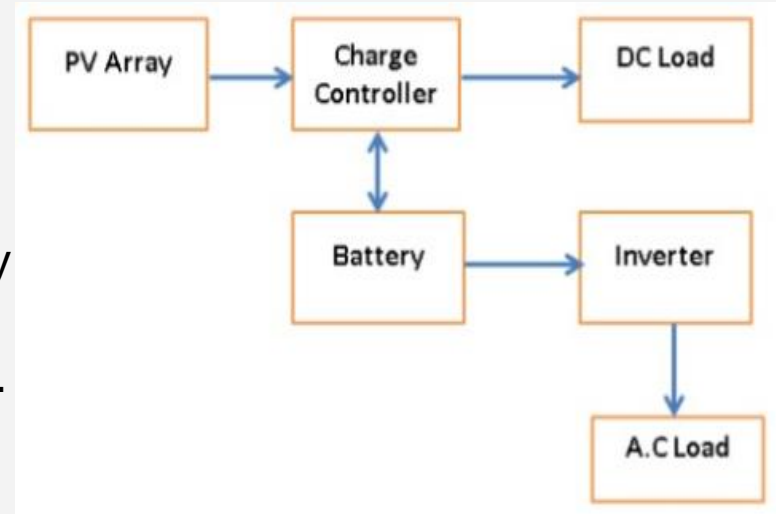 PV Array
Charge
Controller
DC Load
y
Battery
Inverter
.
A.C Load